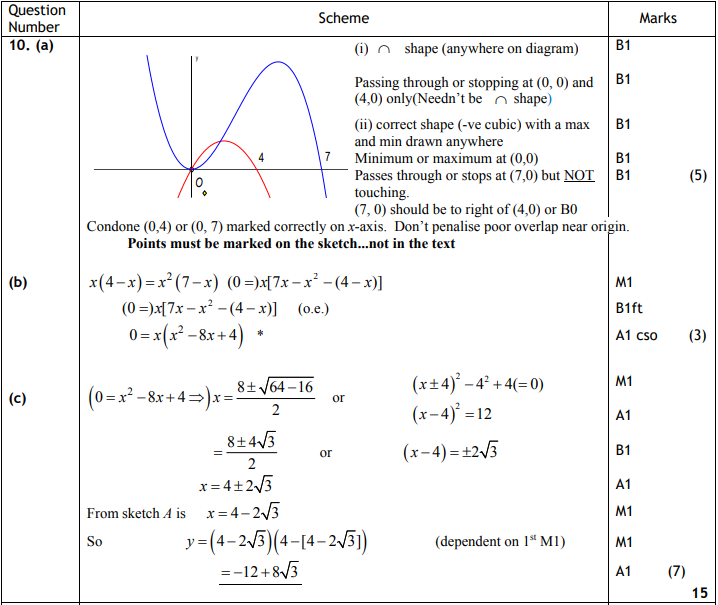 Question Number Scheme Marks
10. (a) (i) ∩ shape (anywhere on diagram) B1
Passing through or stopping at (0, 0) and B1
(4,0) only(Needn't be ∩ shape)
(ii) correct shape (-ve cubic) with a max B1
and min drawn anywhere
Minimum or maximum at (0,0) B1
Passes through or stops at (7,0) but NOT B1 (5)
touching.
(7, 0) should be to right of (4,0) or B0
y
4 7
O
Condone (0,4) or (0, 7) marked correctly on x-axis. Don't penalise poor overlap near origin.
Points must be marked on the sketch...not in the text
(b) x(4−x)=x²(7−x) (0=)x[7x−x²−(4−x)] M1
(0=)x[7x−x²−(4−x)] (o.e.) B1ft
0=x(x²−8x+4) * A1 cso (3)
(c) (0=x²−8x+4⇒)x=(8±√(64−16))/2 or (x±4)²−4²+4(=0) M1
(x−4)²=12 A1
=(8±4√3)/2 or (x−4)=±2√3 B1
x=4±2√3 A1
From sketch A is x=4−2√3 M1
So y=(4−2√3)(4−[4−2√3]) (dependent on 1st M1) M1
=−12+8√3 A1 (7)
15